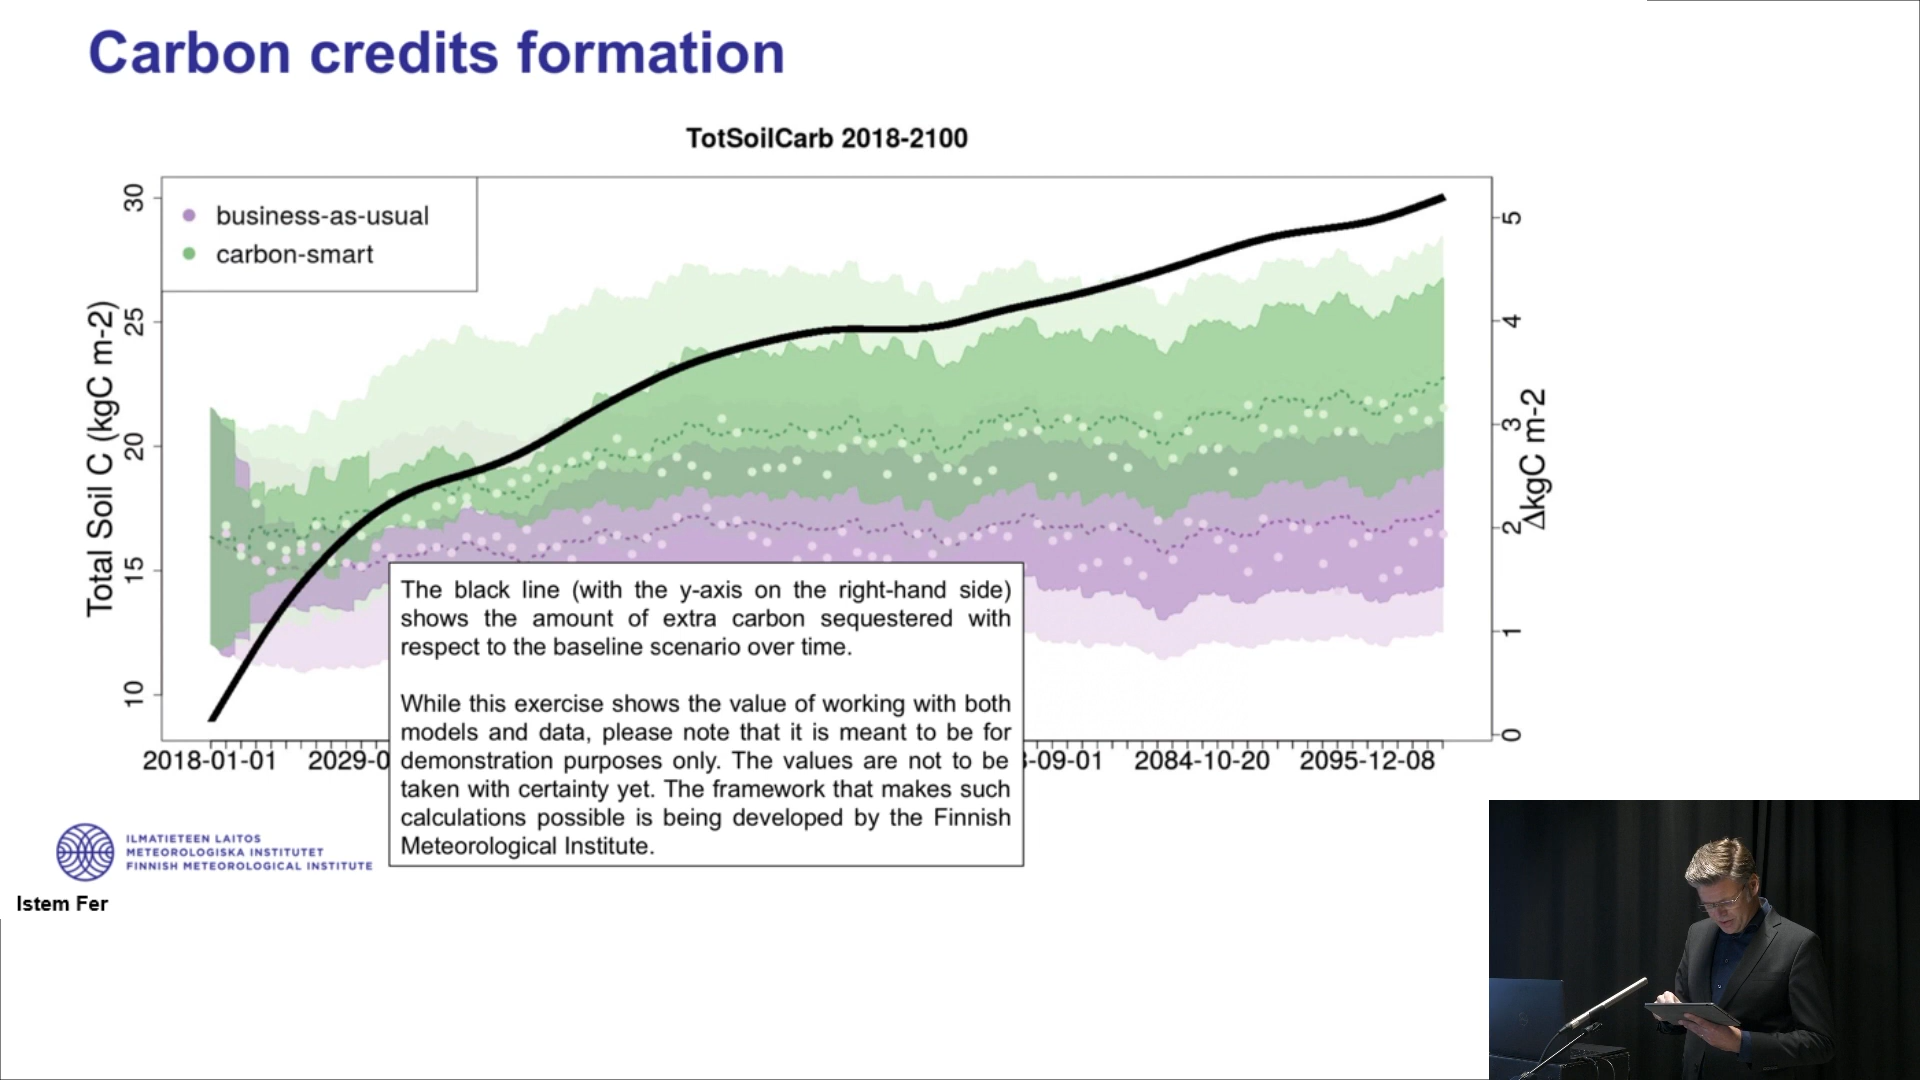 Carbon credits formation
TotSoilCarb 2018-2100
business-as-usual
carbon-smart
Total Soil C (kgC m-2)
30
25
20
15
10
5
4
3
2
1
0
ΔkgC m-2
2018-01-01
2029-0
-09-01
2084-10-20
2095-12-08
The black line (with the y-axis on the right-hand side)
shows the amount of extra carbon sequestered with
respect to the baseline scenario over time.
While this exercise shows the value of working with both
models and data, please note that it is meant to be for
demonstration purposes only. The values are not to be
taken with certainty yet. The framework that makes such
calculations possible is being developed by the Finnish
Meteorological Institute.
ILMATIETEEN LAITOS
METEOROLOGISKA INSTITUTET
FINNISH METEOROLOGICAL INSTITUTE
Istem Fer